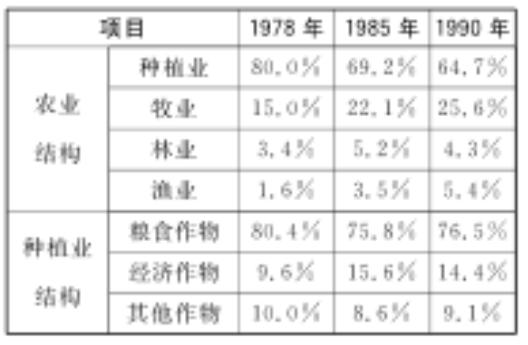 项目 1978 年 1985 年 1990 年
农业结构 种植业 80.0% 69.2% 64.7%
牧业 15.0% 22.1% 25.6%
林业 3.4% 5.2% 4.3%
渔业 1.6% 3.5% 5.4%
种植业结构 粮食作物 80.4% 75.8% 76.5%
经济作物 9.6% 15.6% 14.4%
其他作物 10.0% 8.6% 9.1%